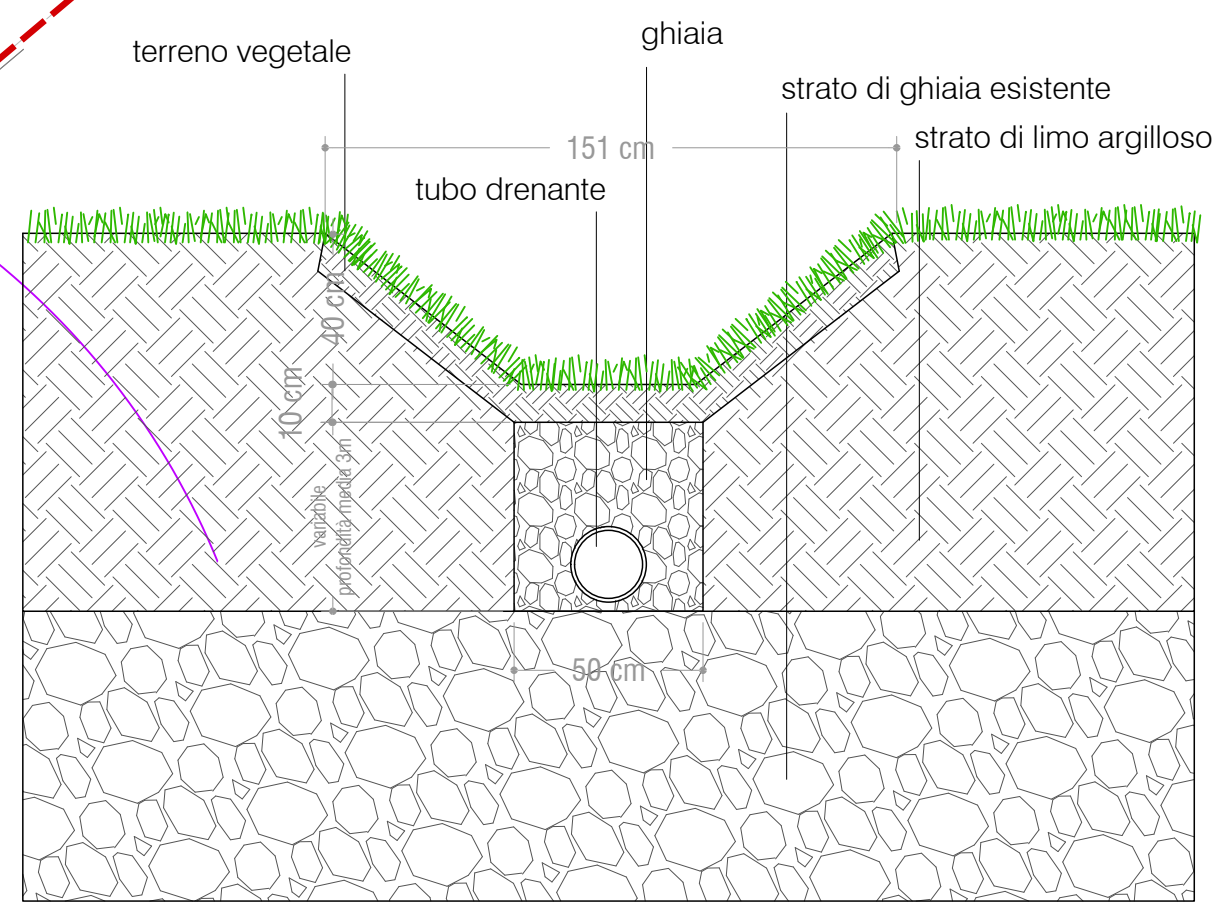 ghiaia
terreno vegetale
strato di ghiaia esistente
strato di limo argilloso
151 cm
tubo drenante
40 cm
10 cm
variabile
profondità media 3m
50 cm